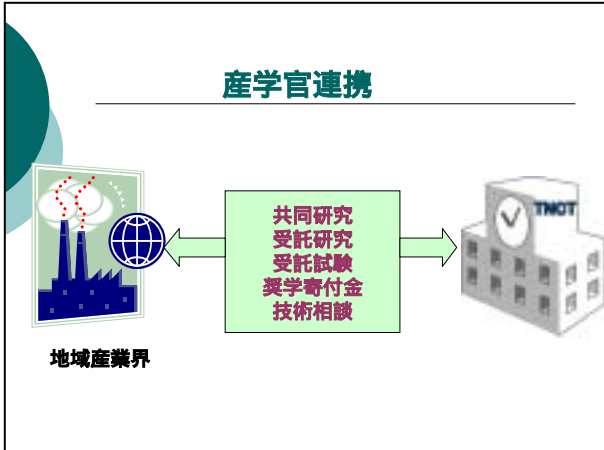 産学官連携
TNCT
共同研究
受託研究
受託試験
奨学寄付金
技術相談
地域産業界